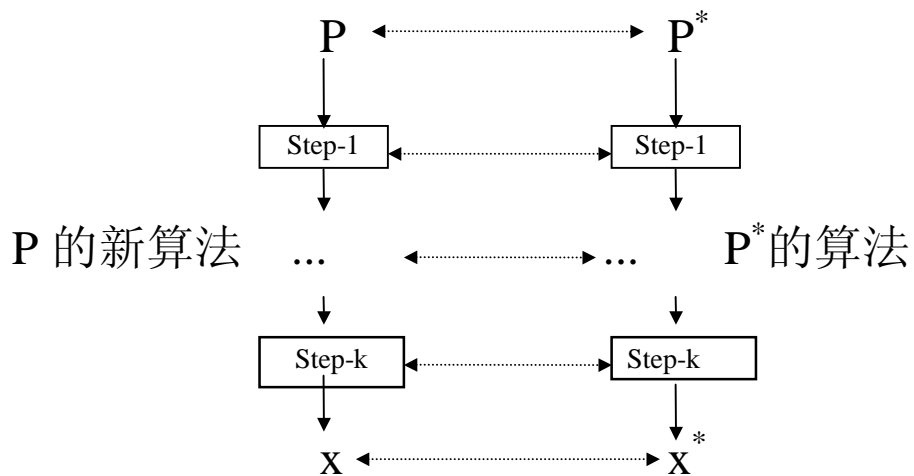 P P*
Step-1 Step-1
P 的新算法 ... ... P*的算法
Step-k Step-k
x x*